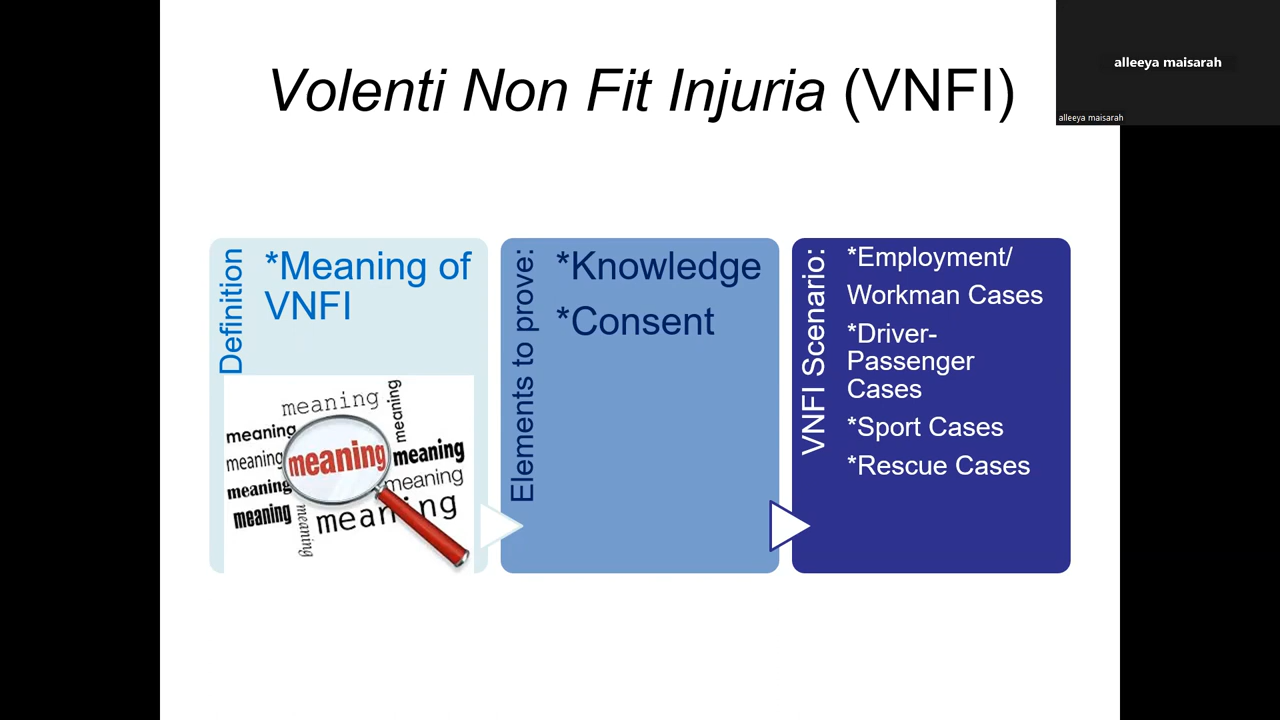 Volenti Non Fit Injuria (VNFI)
alleeya maisarah
alleeya maisarah
Definition
*Meaning of
VNFI
meaning
meaning
meaning
meaning
meaning
meaning
meaning
meaning
meaning
meaning
meaning
Elements to prove:
*Knowledge
*Consent
VNFI Scenario:
*Employment/
Workman Cases
*Driver-
Passenger
Cases
*Sport Cases
*Rescue Cases